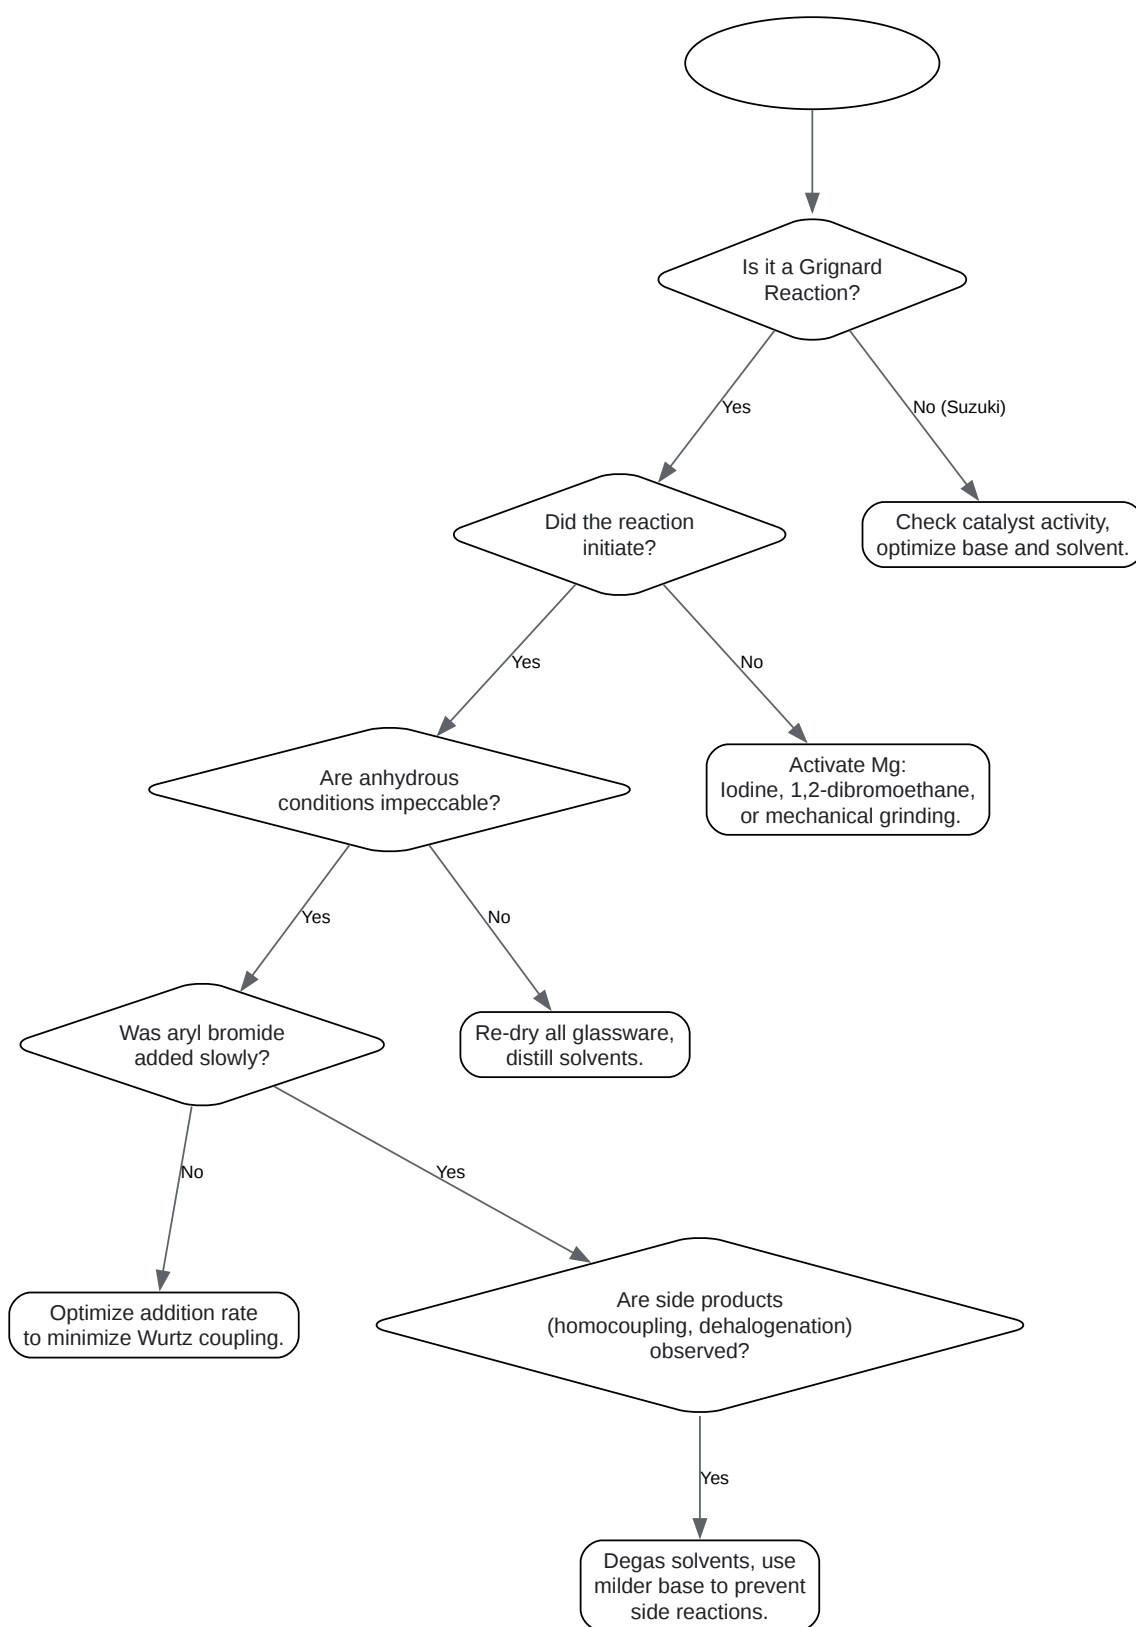 Is it a Grignard
Reaction?
Yes
No (Suzuki)
Did the reaction
initiate?
Check catalyst activity,
optimize base and solvent.
Yes
No
Are anhydrous
conditions impeccable?
Activate Mg:
Iodine, 1,2-dibromoethane,
or mechanical grinding.
Yes
No
Was aryl bromide
added slowly?
Re-dry all glassware,
distill solvents.
No
Yes
Optimize addition rate
to minimize Wurtz coupling.
Are side products
(homocoupling, dehalogenation)
observed?
Yes
Degas solvents, use
milder base to prevent
side reactions.